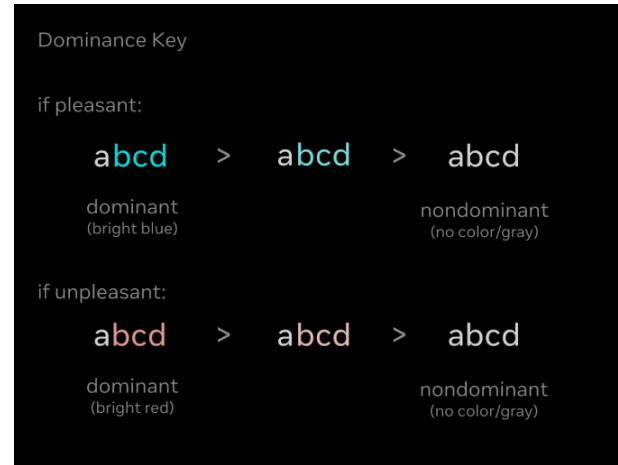 Dominance Key
if pleasant:
abcd > abcd > abcd
dominant nondominant
(bright blue) (no color/gray)
if unpleasant:
abcd > abcd > abcd
dominant nondominant
(bright red) (no color/gray)